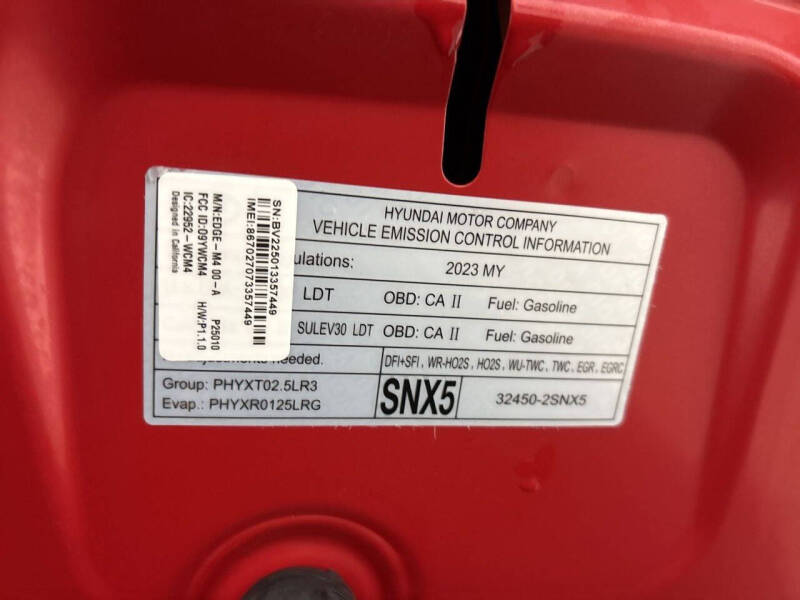 HYUNDAI MOTOR COMPANY
VEHICLE EMISSION CONTROL INFORMATION
ulations: 2023 MY
LDT OBD: CA II Fuel: Gasoline
SULEV30 LDT OBD: CA II Fuel: Gasoline
needed. DFI+SFI, WR-HO2S, HO2S, WU-TWC, TWC, EGR, EGRC
Group: PHYXT02.5LR3
Evap.: PHYXR0125LRG
SNX5
32450-2SNX5
SN:BV225013357449
IMEI:867027073357449
M/N:EDGE-M4 00-A P25010
FCC ID:O9YWCM4 H/W:P1.1.0
IC:22952-WCM4
Designed in California